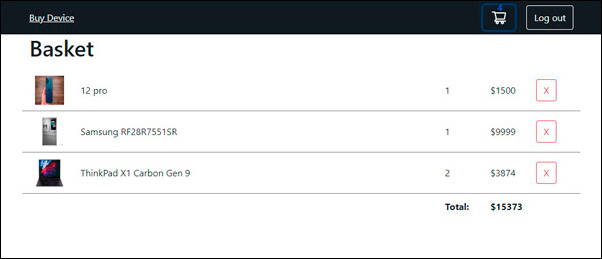 Buy Device 4 Log out
Basket
12 pro 1 $1500 X
Samsung RF28R7551SR 1 $9999 X
ThinkPad X1 Carbon Gen 9 2 $3874 X
Total: $15373